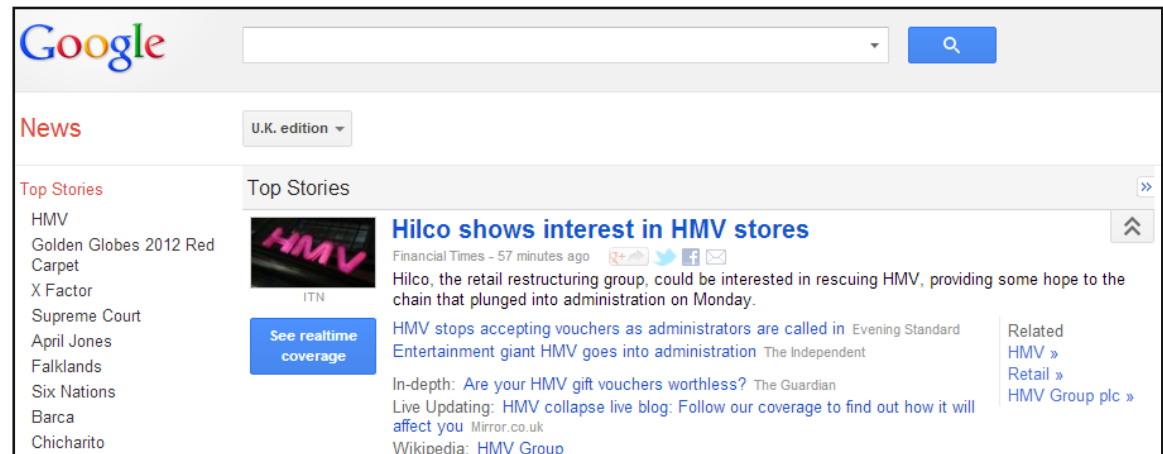 Google
News
U.K. edition
Top Stories
HMV
Golden Globes 2012 Red
Carpet
X Factor
Supreme Court
April Jones
Falklands
Six Nations
Barca
Chicharito
Top Stories
»
HMV
ITN
See realtime
coverage
Hilco shows interest in HMV stores
Financial Times - 57 minutes ago
Hilco, the retail restructuring group, could be interested in rescuing HMV, providing some hope to the
chain that plunged into administration on Monday.
HMV stops accepting vouchers as administrators are called in Evening Standard
Entertainment giant HMV goes into administration The Independent
In-depth: Are your HMV gift vouchers worthless? The Guardian
Live Updating: HMV collapse live blog: Follow our coverage to find out how it will
affect you Mirror.co.uk
Wikipedia: HMV Group
Related
HMV »
Retail »
HMV Group plc »